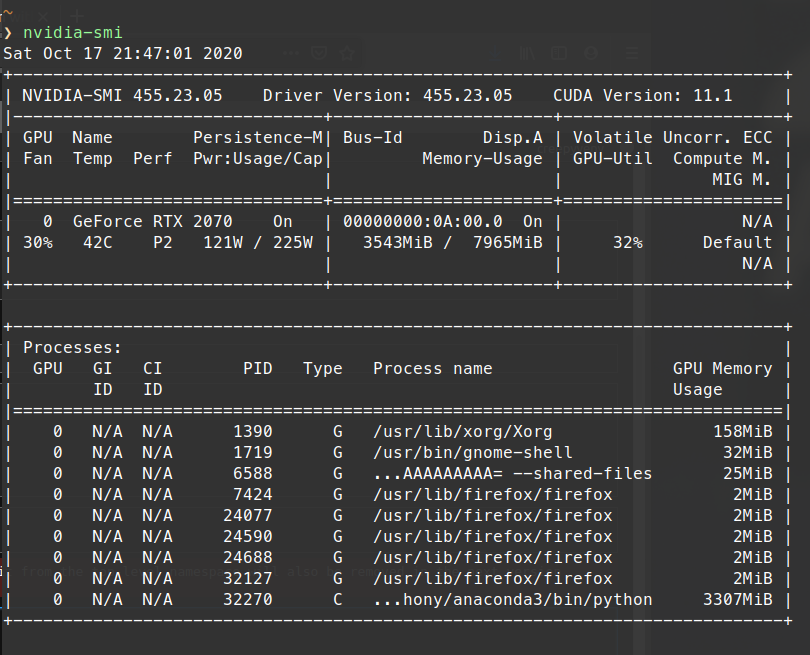 ~
❯ nvidia-smi
Sat Oct 17 21:47:01 2020
+-----------------------------------------------------------------------------+
| NVIDIA-SMI 455.23.05    Driver Version: 455.23.05    CUDA Version: 11.1     |
|-------------------------------+----------------------+----------------------+
| GPU  Name        Persistence-M| Bus-Id        Disp.A | Volatile Uncorr. ECC |
| Fan  Temp  Perf  Pwr:Usage/Cap|         Memory-Usage | GPU-Util  Compute M. |
|                               |                      |               MIG M. |
|===============================+======================+======================|
|   0  GeForce RTX 2070    On   | 00000000:0A:00.0  On |                  N/A |
| 30%   42C    P2   121W / 225W |   3543MiB /  7965MiB |     32%      Default |
|                               |                      |                  N/A |
+-------------------------------+----------------------+----------------------+

+-----------------------------------------------------------------------------+
| Processes:                                                                  |
|  GPU   GI   CI        PID   Type   Process name                  GPU Memory |
|        ID   ID                                                   Usage      |
|=============================================================================|
|    0   N/A  N/A      1390      G   /usr/lib/xorg/Xorg                158MiB |
|    0   N/A  N/A      1719      G   /usr/bin/gnome-shell               32MiB |
|    0   N/A  N/A      6588      G   ...AAAAAAAAA= --shared-files       25MiB |
|    0   N/A  N/A      7424      G   /usr/lib/firefox/firefox            2MiB |
|    0   N/A  N/A     24077      G   /usr/lib/firefox/firefox            2MiB |
|    0   N/A  N/A     24590      G   /usr/lib/firefox/firefox            2MiB |
|    0   N/A  N/A     24688      G   /usr/lib/firefox/firefox            2MiB |
|    0   N/A  N/A     32127      G   /usr/lib/firefox/firefox            2MiB |
|    0   N/A  N/A     32270      C   ...hony/anaconda3/bin/python     3307MiB |
+-----------------------------------------------------------------------------+